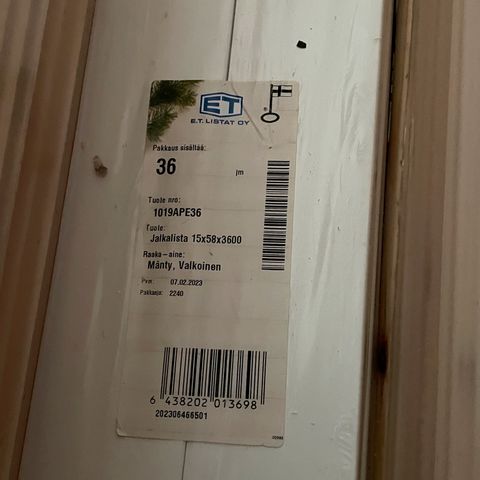 ET
E.T. LISTAT OY
Pakkaus sisältää:
36 jm
Tuote nro:
1019APE36
Tuote:
Jalkalista 15x58x3600
Raaka-aine:
Mänty, Valkoinen
Pvm: 07.02.2023
Pakkaaja: 2240
6 438202 013698
202306466501